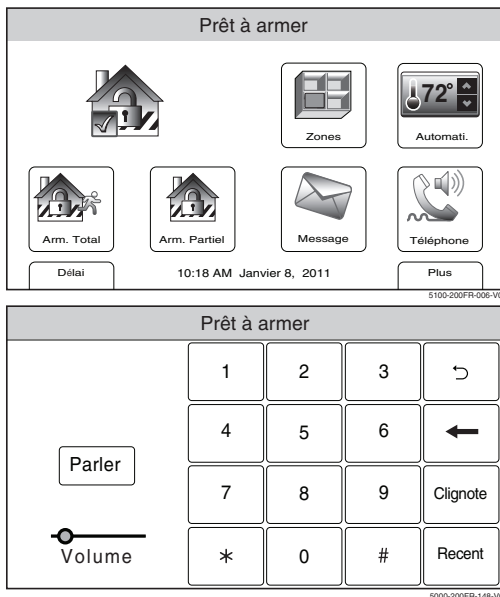 Prêt à armer
72°
Zones
Automati.
Arm. Total
Arm. Partiel
Message
Téléphone
Délai
10:18 AM Janvier 8, 2011
Plus
5100-200FR-006-V0
Prêt à armer
1 2 3
4 5 6
Parler
7 8 9 Clignote
Volume
* 0 # Recent
5000-200FR-148-V0